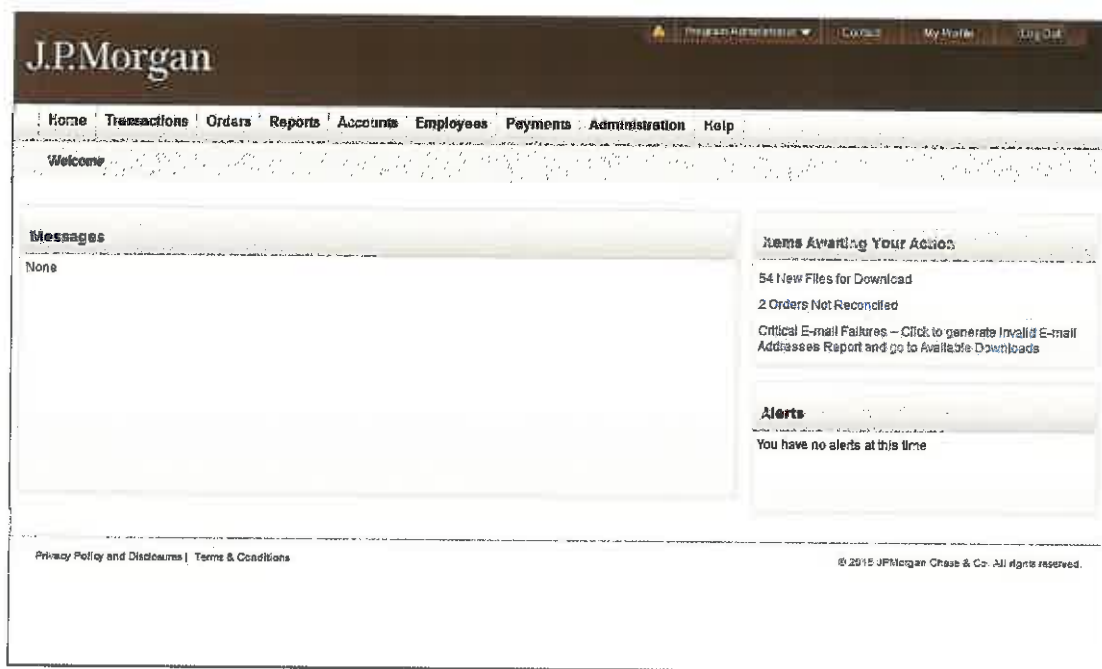 J.P.Morgan
Program Administrator Contact My Profile Log Out
Home Transactions Orders Reports Accounts Employees Payments Administration Help
Welcome
Messages
None
Items Awaiting Your Action
54 New Files for Download
2 Orders Not Reconciled
Critical E-mail Failures – Click to generate Invalid E-mail
Addresses Report and go to Available Downloads
Alerts
You have no alerts at this time
Privacy Policy and Disclosures | Terms & Conditions
© 2015 JPMorgan Chase & Co. All rights reserved.